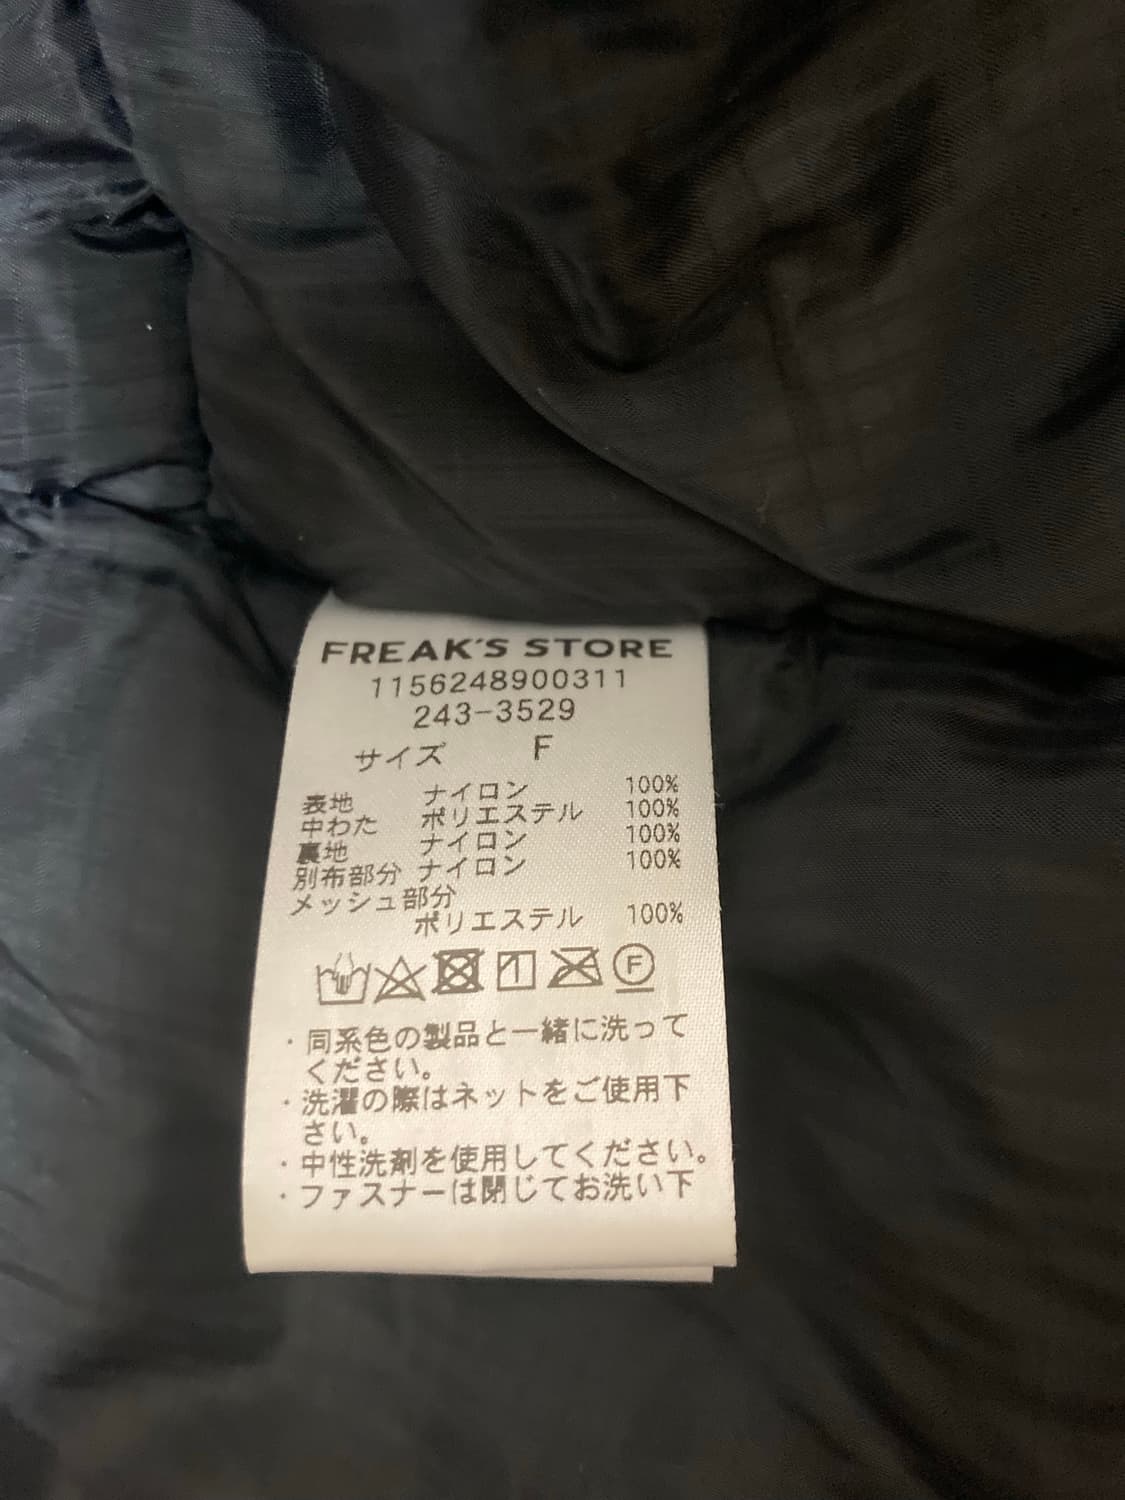 FREAK'S STORE
1156248900311
243-3529
サイズ F
表地 ナイロン 100%
中わた ポリエステル 100%
裏地 ナイロン 100%
別布部分 ナイロン 100%
メッシュ部分
ポリエステル 100%
F
・同系色の製品と一緒に洗って
ください。
・洗濯の際はネットをご使用下
さい。
・中性洗剤を使用してください。
・ファスナーは閉じてお洗い下